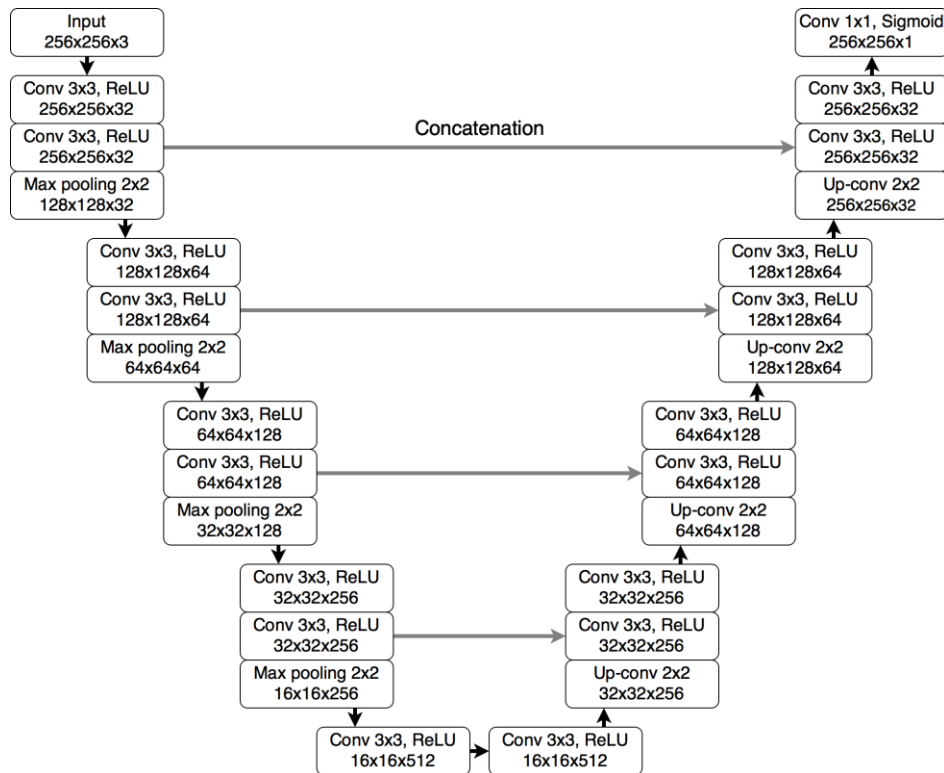 Input
256x256x3
Conv 3x3, ReLU
256x256x32
Conv 3x3, ReLU
256x256x32
Max pooling 2x2
128x128x32
Conv 3x3, ReLU
128x128x64
Conv 3x3, ReLU
128x128x64
Max pooling 2x2
64x64x64
Conv 3x3, ReLU
64x64x128
Conv 3x3, ReLU
64x64x128
Max pooling 2x2
32x32x128
Conv 3x3, ReLU
32x32x256
Conv 3x3, ReLU
32x32x256
Max pooling 2x2
16x16x256
Conv 3x3, ReLU
16x16x512
Conv 3x3, ReLU
16x16x512
Concatenation
Conv 1x1, Sigmoid
256x256x1
Conv 3x3, ReLU
256x256x32
Conv 3x3, ReLU
256x256x32
Up-conv 2x2
256x256x32
Conv 3x3, ReLU
128x128x64
Conv 3x3, ReLU
128x128x64
Up-conv 2x2
128x128x64
Conv 3x3, ReLU
64x64x128
Conv 3x3, ReLU
64x64x128
Up-conv 2x2
64x64x128
Conv 3x3, ReLU
32x32x256
Conv 3x3, ReLU
32x32x256
Up-conv 2x2
32x32x256